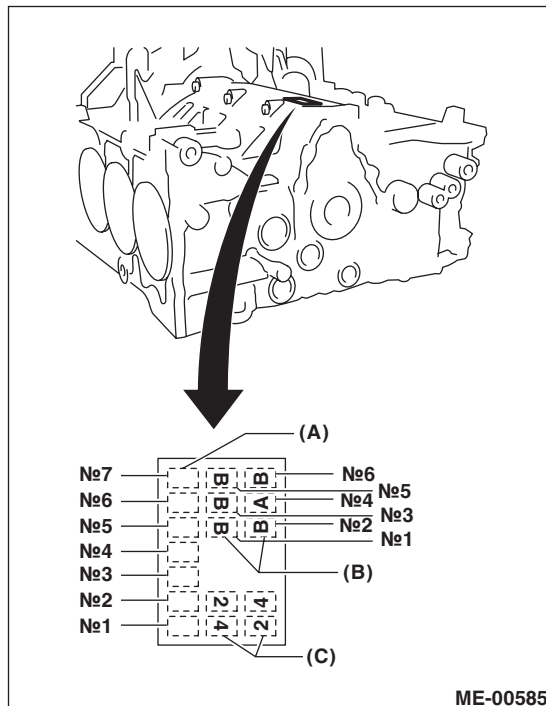 (A)
№7 B B №6
№5
№6 B A №4
№3
№5 B B №2
№1
№4
(B)
№3
№2 2 4
№1 4 2
(C)
ME-00585